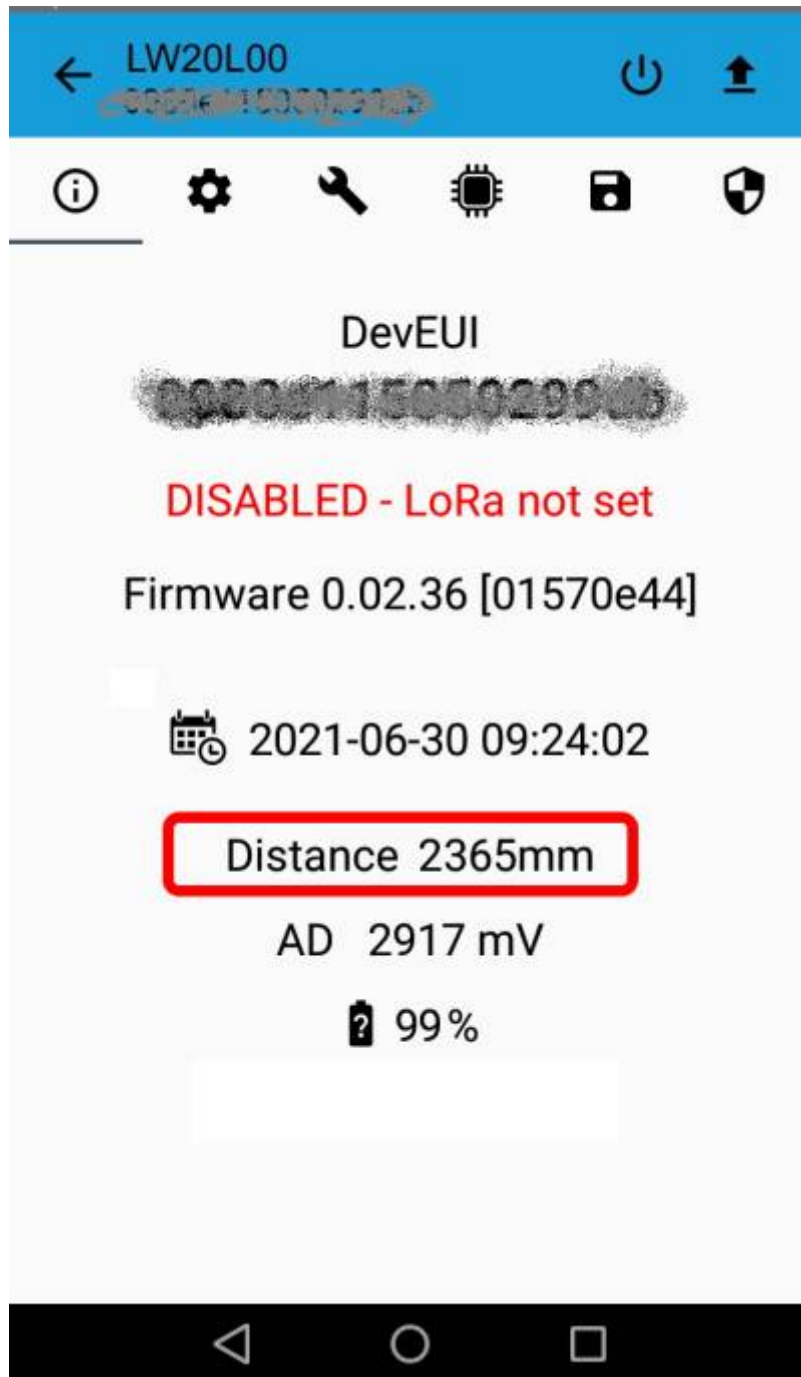 LW20L00
DevEUI
DISABLED - LoRa not set
Firmware 0.02.36 [01570e44]
2021-06-30 09:24:02
Distance 2365mm
AD 2917 mV
? 99%